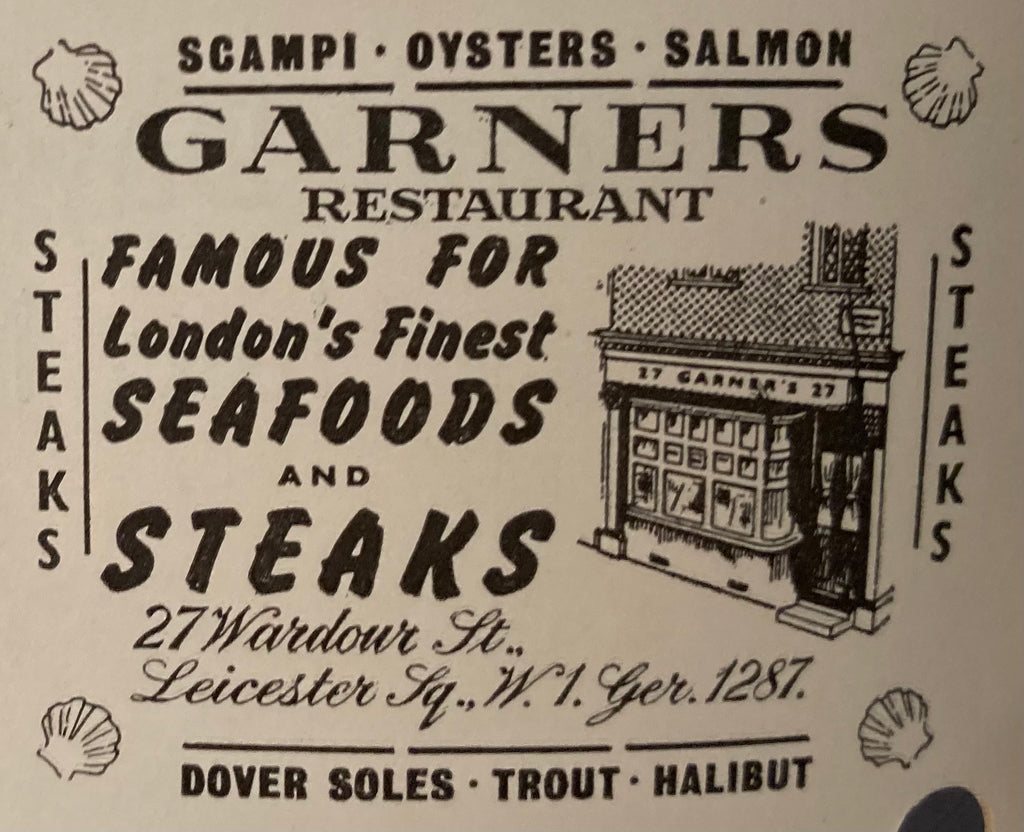 SCAMPI · OYSTERS · SALMON
GARNERS
RESTAURANT
STEAKS
FAMOUS FOR
London's Finest
SEAFOODS
AND
STEAKS
27 GARNER'S 27
STEAKS
27 Wardour St.,
Leicester Sq., W. 1. Ger. 1287.
DOVER SOLES · TROUT · HALIBUT